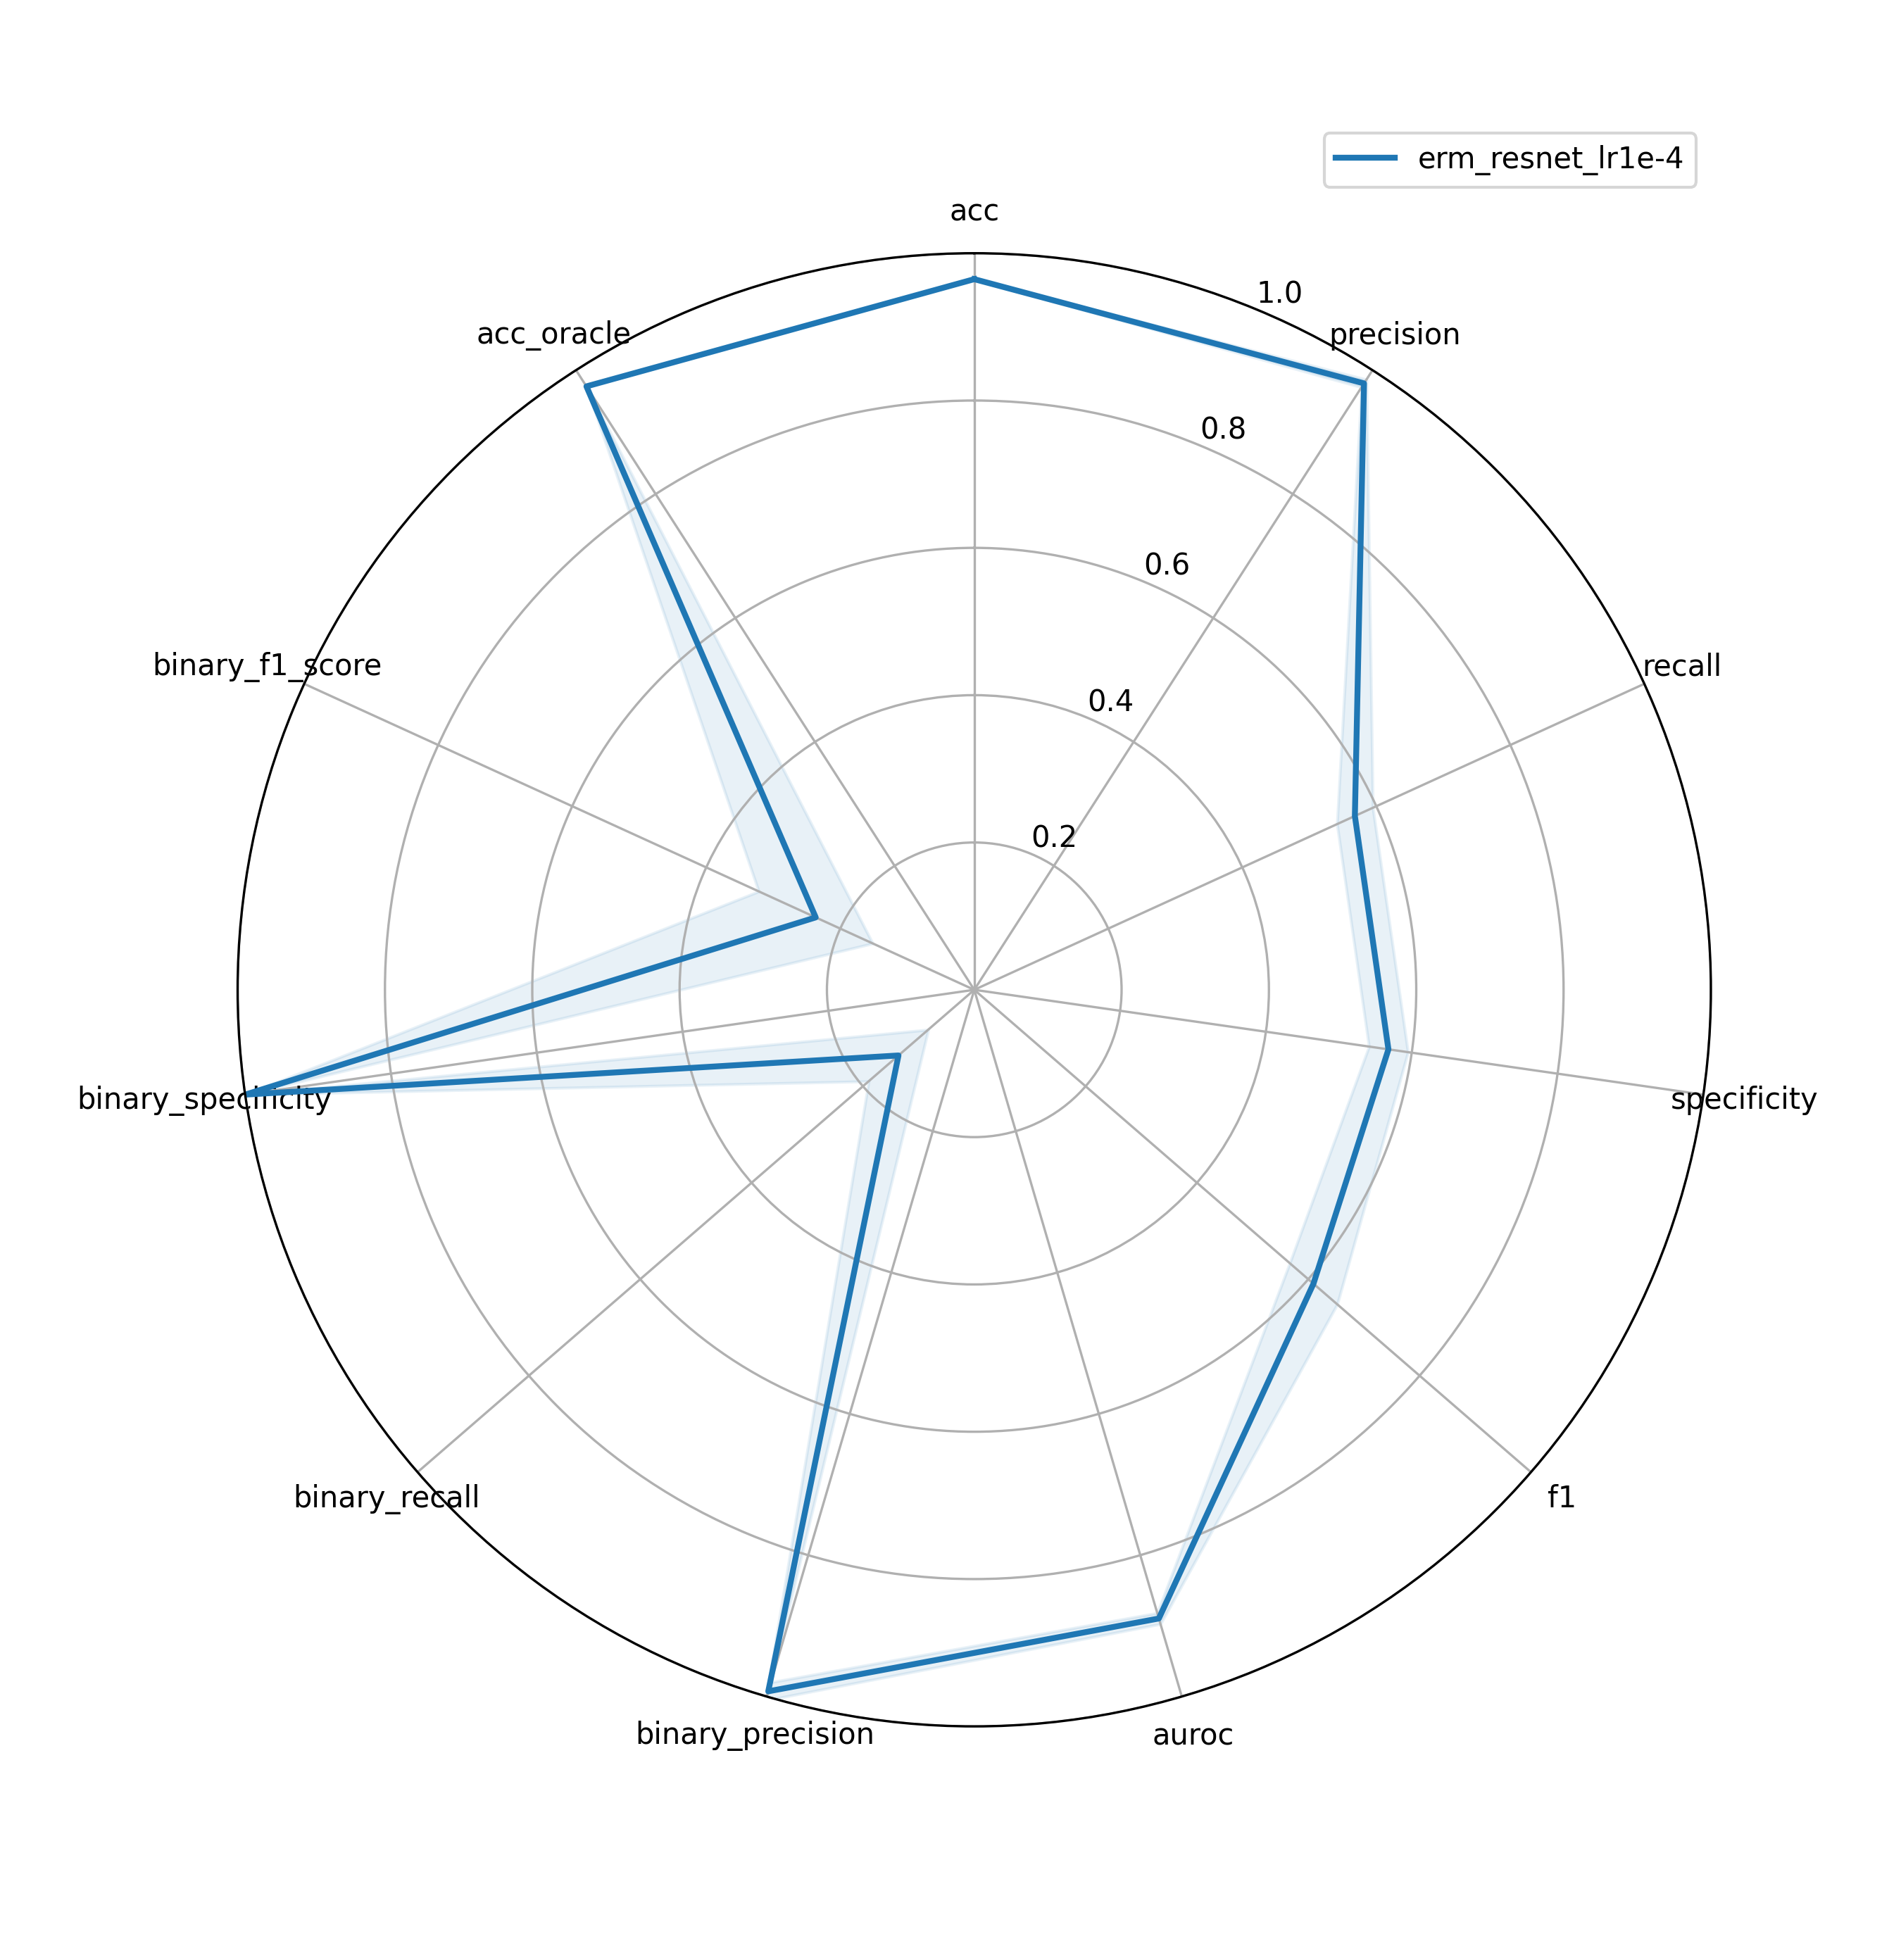 erm_resnet_lr1e-4
acc
1.0
acc_oracle
precision
0.8
0.6
binary_f1_score
recall
0.4
0.2
binary_specificity
specificity
binary_recall
f1
binary_precision
auroc